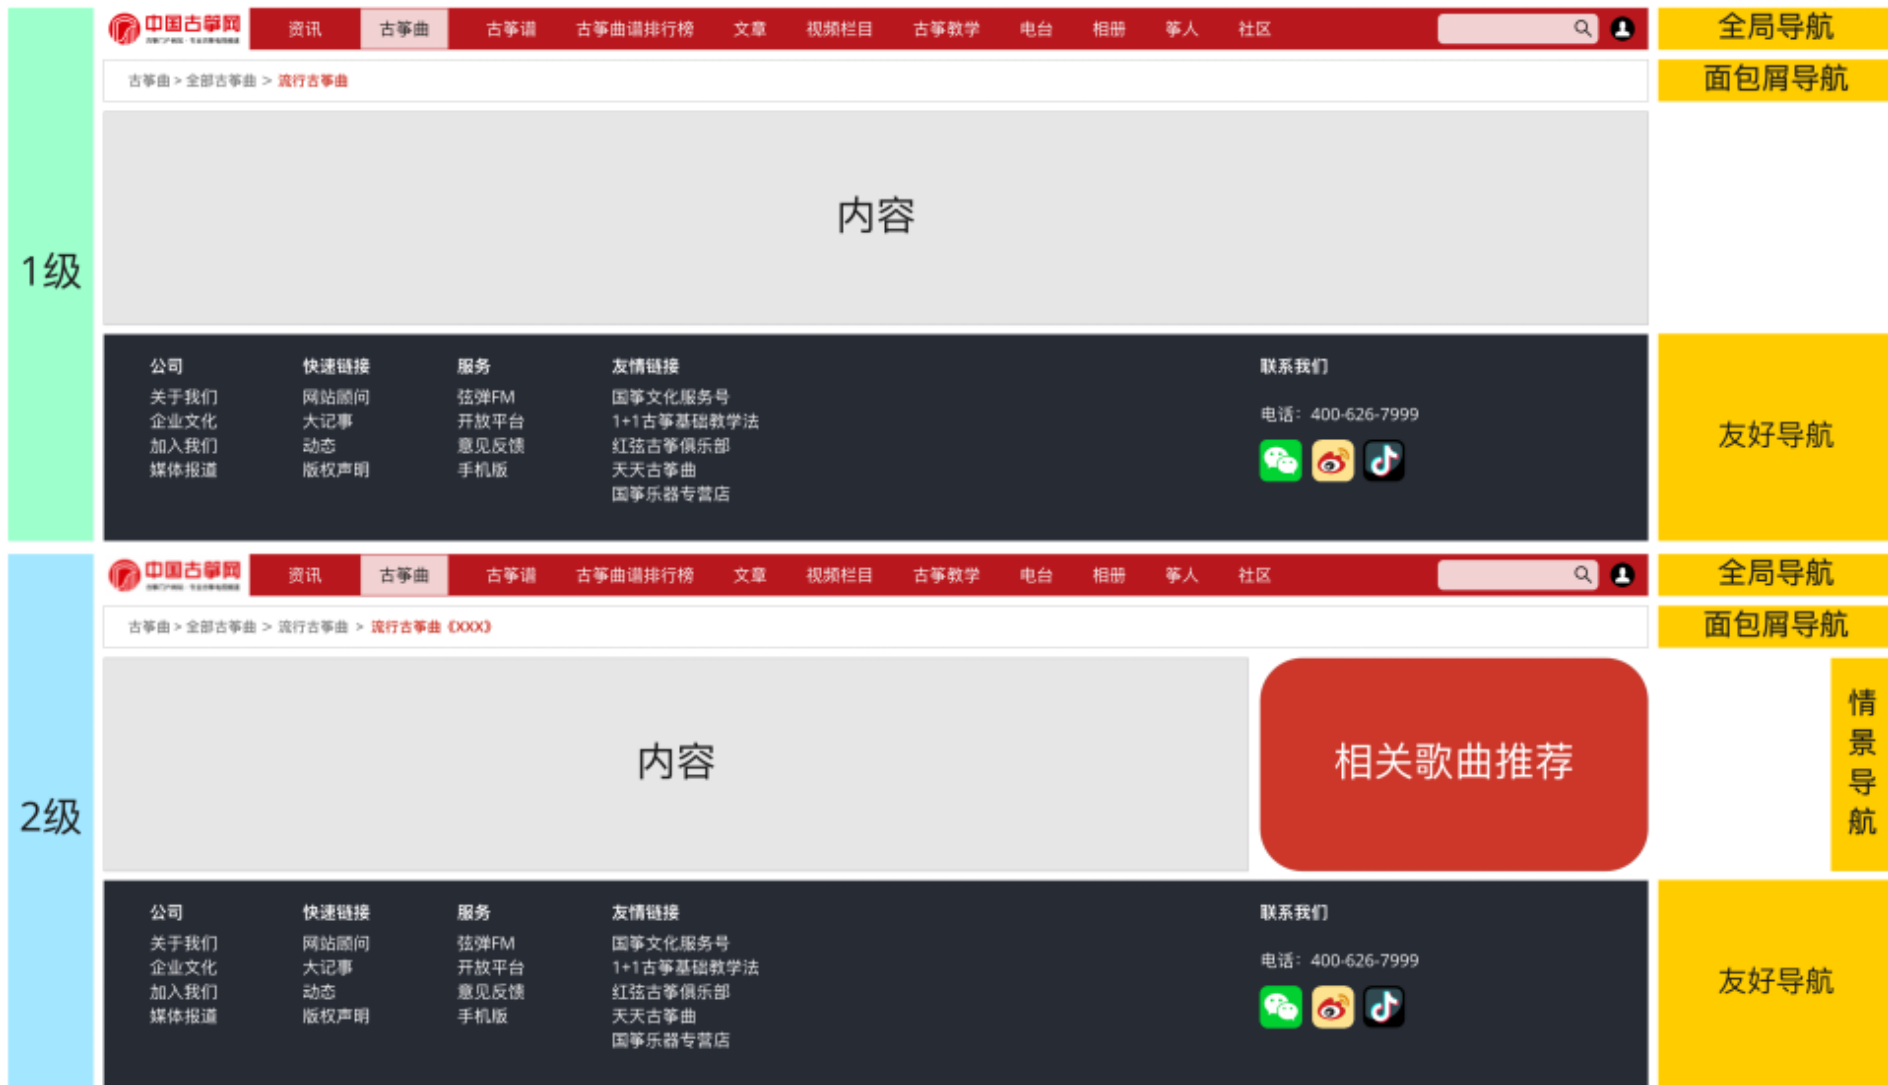 1级
中国古筝网
资讯 古筝曲 古筝谱 古筝曲谱排行榜 文章 视频栏目 古筝教学 电台 相册 筝人 社区
全局导航
古筝曲 > 全部古筝曲 > 流行古筝曲
面包屑导航
内容
公司 快速链接 服务 友情链接 联系我们
关于我们 网站顾问 弦弹FM 国筝文化服务号
企业文化 大记事 开放平台 1+1古筝基础教学法 电话：400-626-7999
加入我们 动态 意见反馈 红弦古筝俱乐部
媒体报道 版权声明 手机版 天天古筝曲
国筝乐器专营店
友好导航
2级
中国古筝网
资讯 古筝曲 古筝谱 古筝曲谱排行榜 文章 视频栏目 古筝教学 电台 相册 筝人 社区
全局导航
古筝曲 > 全部古筝曲 > 流行古筝曲 > 流行古筝曲《XXX》
面包屑导航
内容
相关歌曲推荐
情景导航
公司 快速链接 服务 友情链接 联系我们
关于我们 网站顾问 弦弹FM 国筝文化服务号
企业文化 大记事 开放平台 1+1古筝基础教学法 电话：400-626-7999
加入我们 动态 意见反馈 红弦古筝俱乐部
媒体报道 版权声明 手机版 天天古筝曲
国筝乐器专营店
友好导航